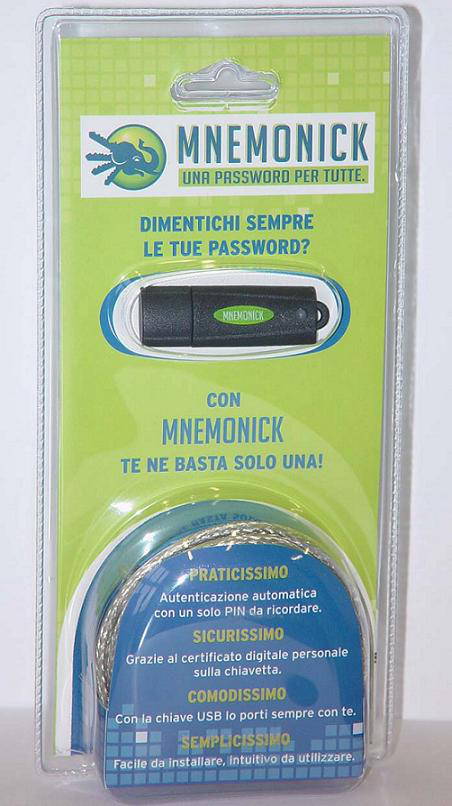 MNEMONICK
UNA PASSWORD PER TUTTE.
DIMENTICHI SEMPRE
LE TUE PASSWORD?
MNEMONICK
CON
MNEMONICK
TE NE BASTA SOLO UNA!
PRATICISSIMO
Autenticazione automatica
con un solo PIN da ricordare.
SICURISSIMO
Grazie al certificato digitale personale
sulla chiavetta.
COMODISSIMO
Con la chiave USB lo porti sempre con te.
SEMPLICISSIMO
Facile da installare, intuitivo da utilizzare.